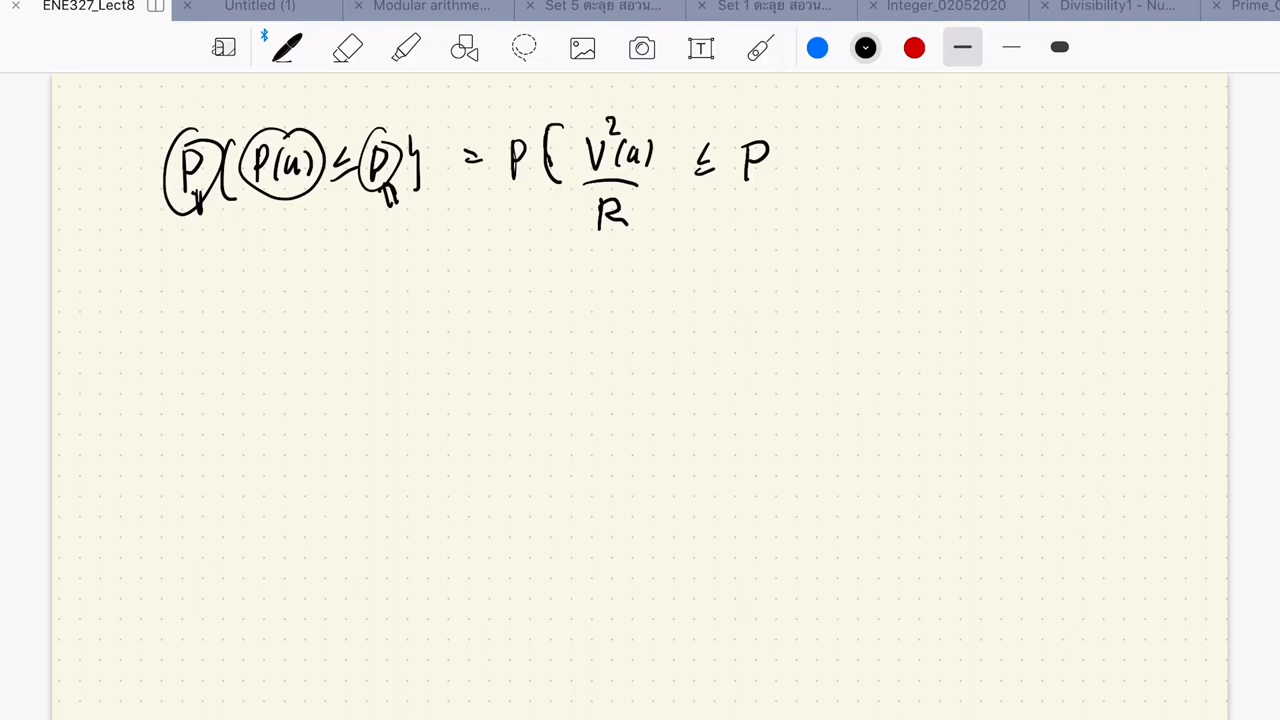 ENE327_Lect8 Untitled (1) Modular arithme... Set 5 ตะลุย สอวน... Set 1 ตะลุย สอวน... Integer_02052020 Divisibility1 - Nu... Prime_
P{P(u) ≤ P} = P{ V²(u)/R ≤ P